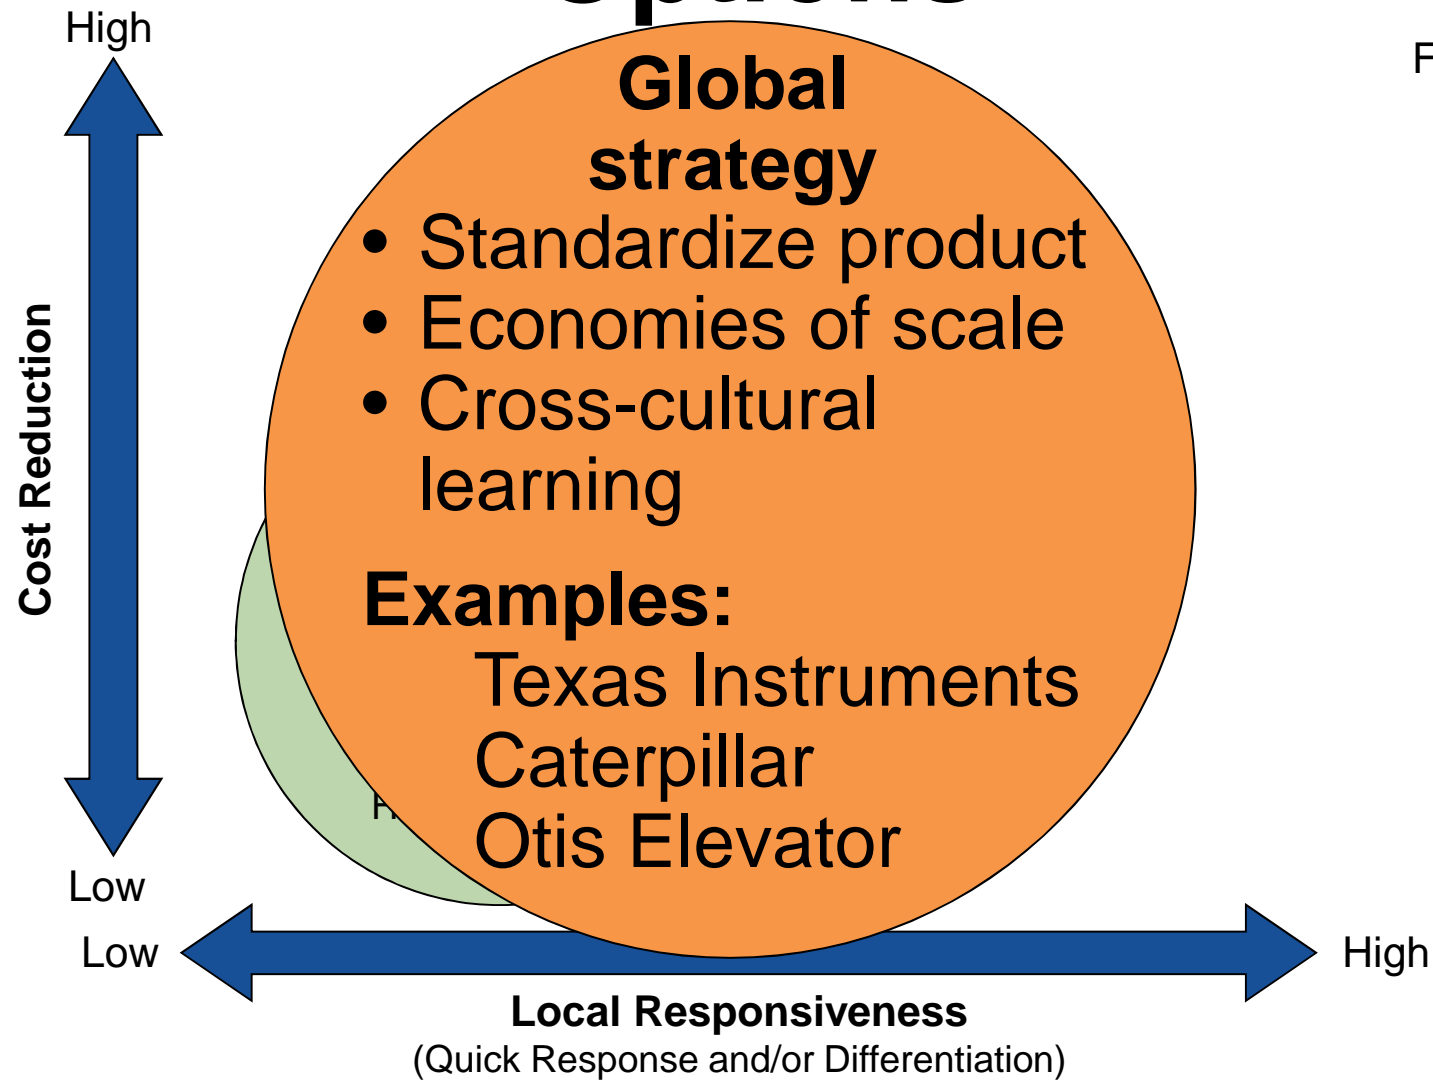 High
Global
strategy
• Standardize product
• Economies of scale
• Cross-cultural
learning
Examples:
Texas Instruments
Caterpillar
Otis Elevator
Cost Reduction
Low
Low
High
Local Responsiveness
(Quick Response and/or Differentiation)